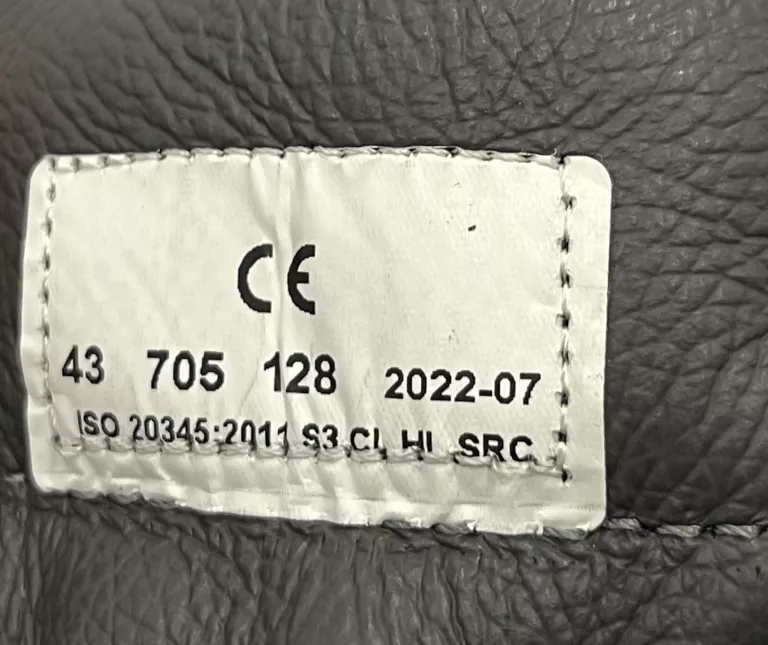 CE
43 705 128 2022-07
ISO 20345:2011 S3 CI HI SRC